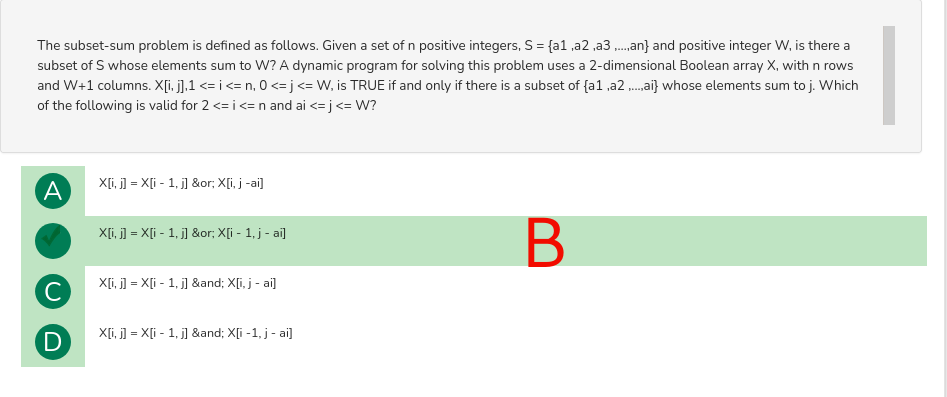 The subset-sum problem is defined as follows. Given a set of n positive integers, S = {a1 ,a2 ,a3 ,....,an} and positive integer W, is there a
subset of S whose elements sum to W? A dynamic program for solving this problem uses a 2-dimensional Boolean array X, with n rows
and W+1 columns. X[i, j],1 <= i <= n, 0 <= j <= W, is TRUE if and only if there is a subset of {a1 ,a2 ,...,ai} whose elements sum to j. Which
of the following is valid for 2 <= i <= n and ai <= j <= W?
A X[i, j] = X[i - 1, j] &or; X[i, j -ai]
X[i, j] = X[i - 1, j] &or; X[i - 1, j - ai] B
C X[i, j] = X[i - 1, j] &and; X[i, j - ai]
D X[i, j] = X[i - 1, j] &and; X[i -1, j - ai]